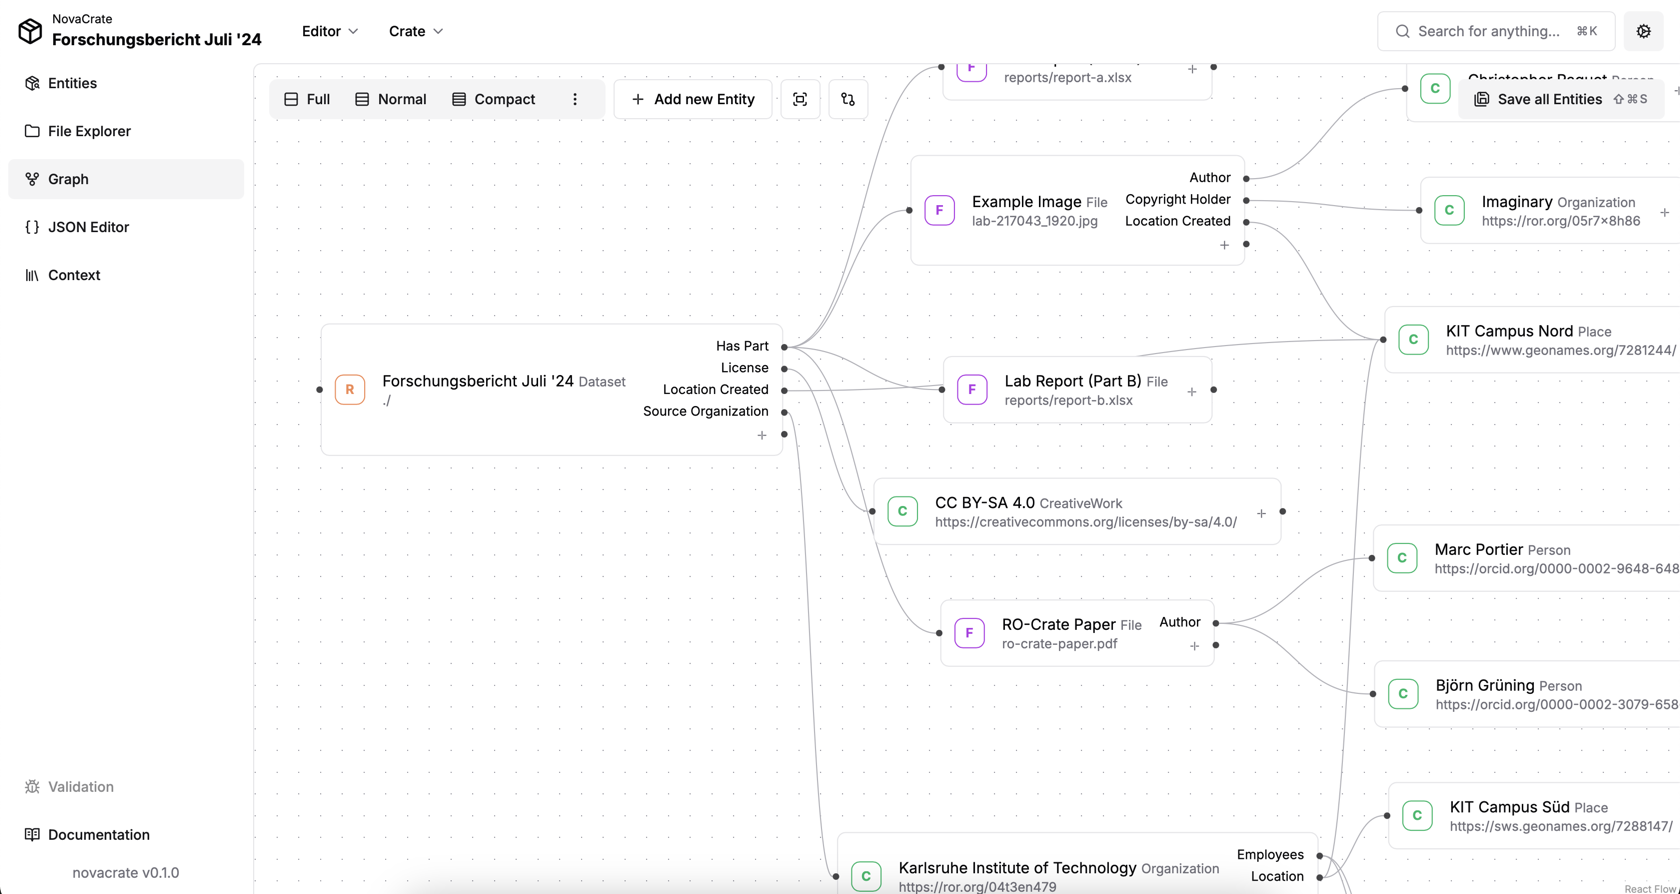 NovaCrate
Forschungsbericht Juli '24
Editor
Crate
Search for anything... ⌘K
Entities
File Explorer
Graph
JSON Editor
Context
Validation
Documentation
novacrate v0.1.0
Full
Normal
Compact
Add new Entity
Save all Entities ⇧⌘S
reports/report-a.xlsx
Christopher Paquet Person
C
F
Example Image File
lab-217043_1920.jpg
Author
Copyright Holder
Location Created
C
Imaginary Organization
https://ror.org/05r7x8h86
C
KIT Campus Nord Place
https://www.geonames.org/7281244/
R
Forschungsbericht Juli '24 Dataset
./
Has Part
License
Location Created
Source Organization
F
Lab Report (Part B) File
reports/report-b.xlsx
C
CC BY-SA 4.0 CreativeWork
https://creativecommons.org/licenses/by-sa/4.0/
C
Marc Portier Person
https://orcid.org/0000-0002-9648-648
F
RO-Crate Paper File
ro-crate-paper.pdf
Author
C
Björn Grüning Person
https://orcid.org/0000-0002-3079-658
C
KIT Campus Süd Place
https://sws.geonames.org/7288147/
C
Karlsruhe Institute of Technology Organization
https://ror.org/04t3en479
Employees
Location
React Flow